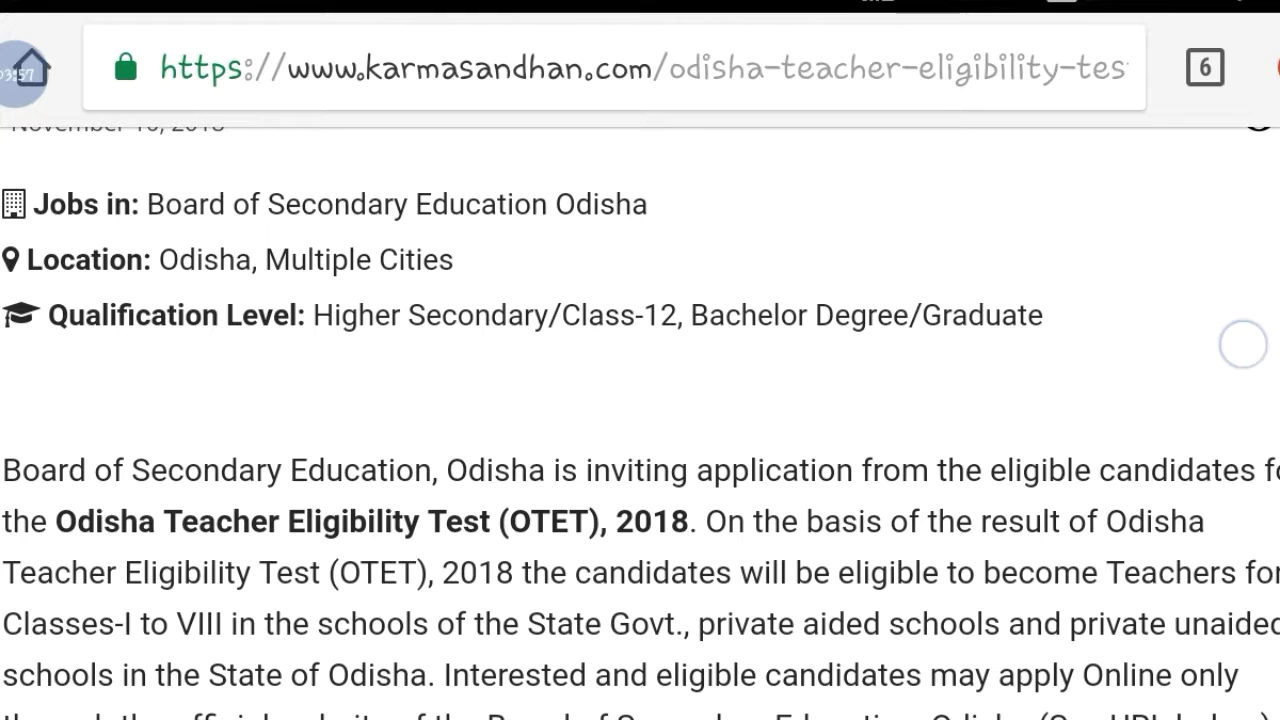 03:57
https://www.karmasandhan.com/odisha-teacher-eligibility-tes
6
November
Jobs in: Board of Secondary Education Odisha
Location: Odisha, Multiple Cities
Qualification Level: Higher Secondary/Class-12, Bachelor Degree/Graduate
Board of Secondary Education, Odisha is inviting application from the eligible candidates
the Odisha Teacher Eligibility Test (OTET), 2018. On the basis of the result of Odisha
Teacher Eligibility Test (OTET), 2018 the candidates will be eligible to become Teachers for
Classes-I to VIII in the schools of the State Govt., private aided schools and private unaided
schools in the State of Odisha. Interested and eligible candidates may apply Online only